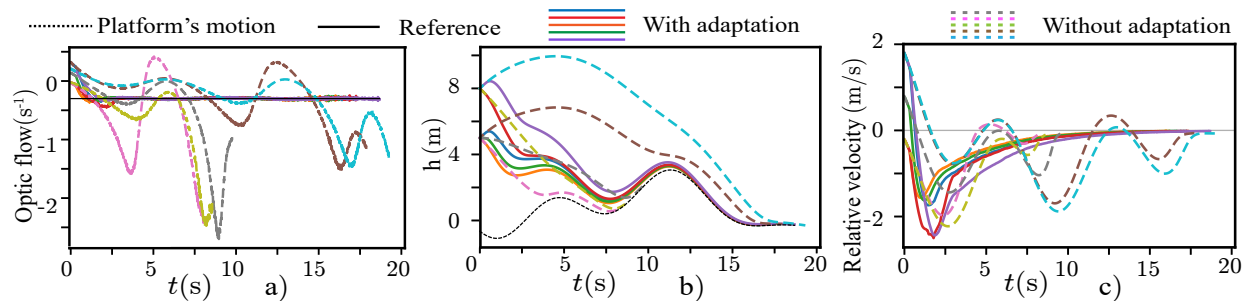 Platform's motion Reference With adaptation Without adaptation
Optic flow(s⁻¹)
0
-1
-2
0 5 10 15 20
t(s) a)
h (m)
8
4
0
0 5 10 15 20
t(s) b)
Relative velocity (m/s)
2
0
-2
0 5 10 15 20
t(s) c)